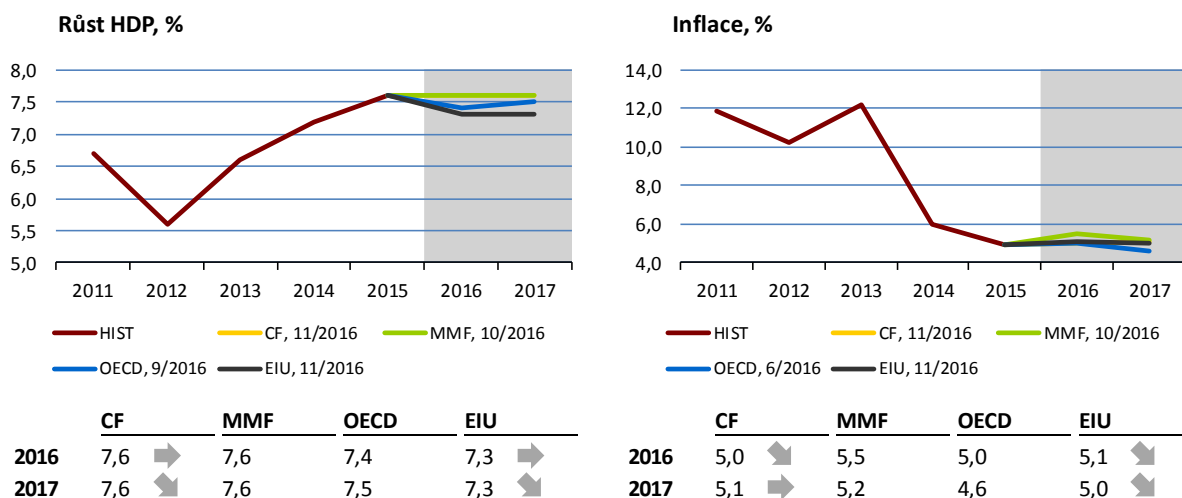 Růst HDP, %
8,0
7,5
7,0
6,5
6,0
5,5
5,0
2011 2012 2013 2014 2015 2016 2017
HIST CF, 11/2016 MMF, 10/2016
OECD, 9/2016 EIU, 11/2016
CF MMF OECD EIU
2016 7,6 7,6 7,4 7,3
2017 7,6 7,6 7,5 7,3
Inflace, %
14,0
12,0
10,0
8,0
6,0
4,0
2011 2012 2013 2014 2015 2016 2017
HIST CF, 11/2016 MMF, 10/2016
OECD, 6/2016 EIU, 11/2016
CF MMF OECD EIU
2016 5,0 5,5 5,0 5,1
2017 5,1 5,2 4,6 5,0